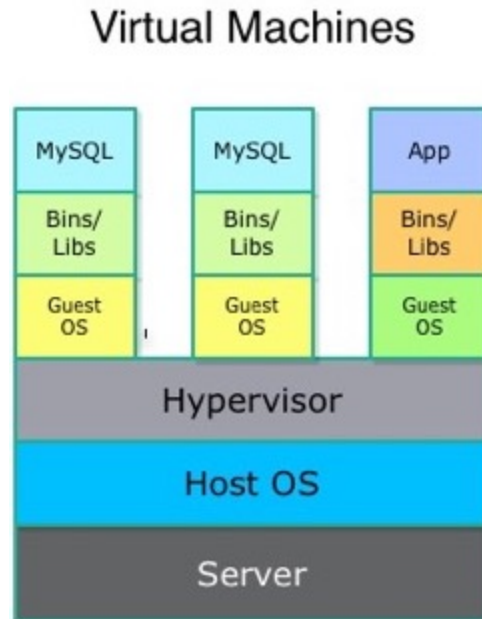 Virtual Machines
MySQL
Bins/
Libs
Guest
OS
MySQL
Bins/
Libs
Guest
OS
App
Bins/
Libs
Guest
OS
Hypervisor
Host OS
Server